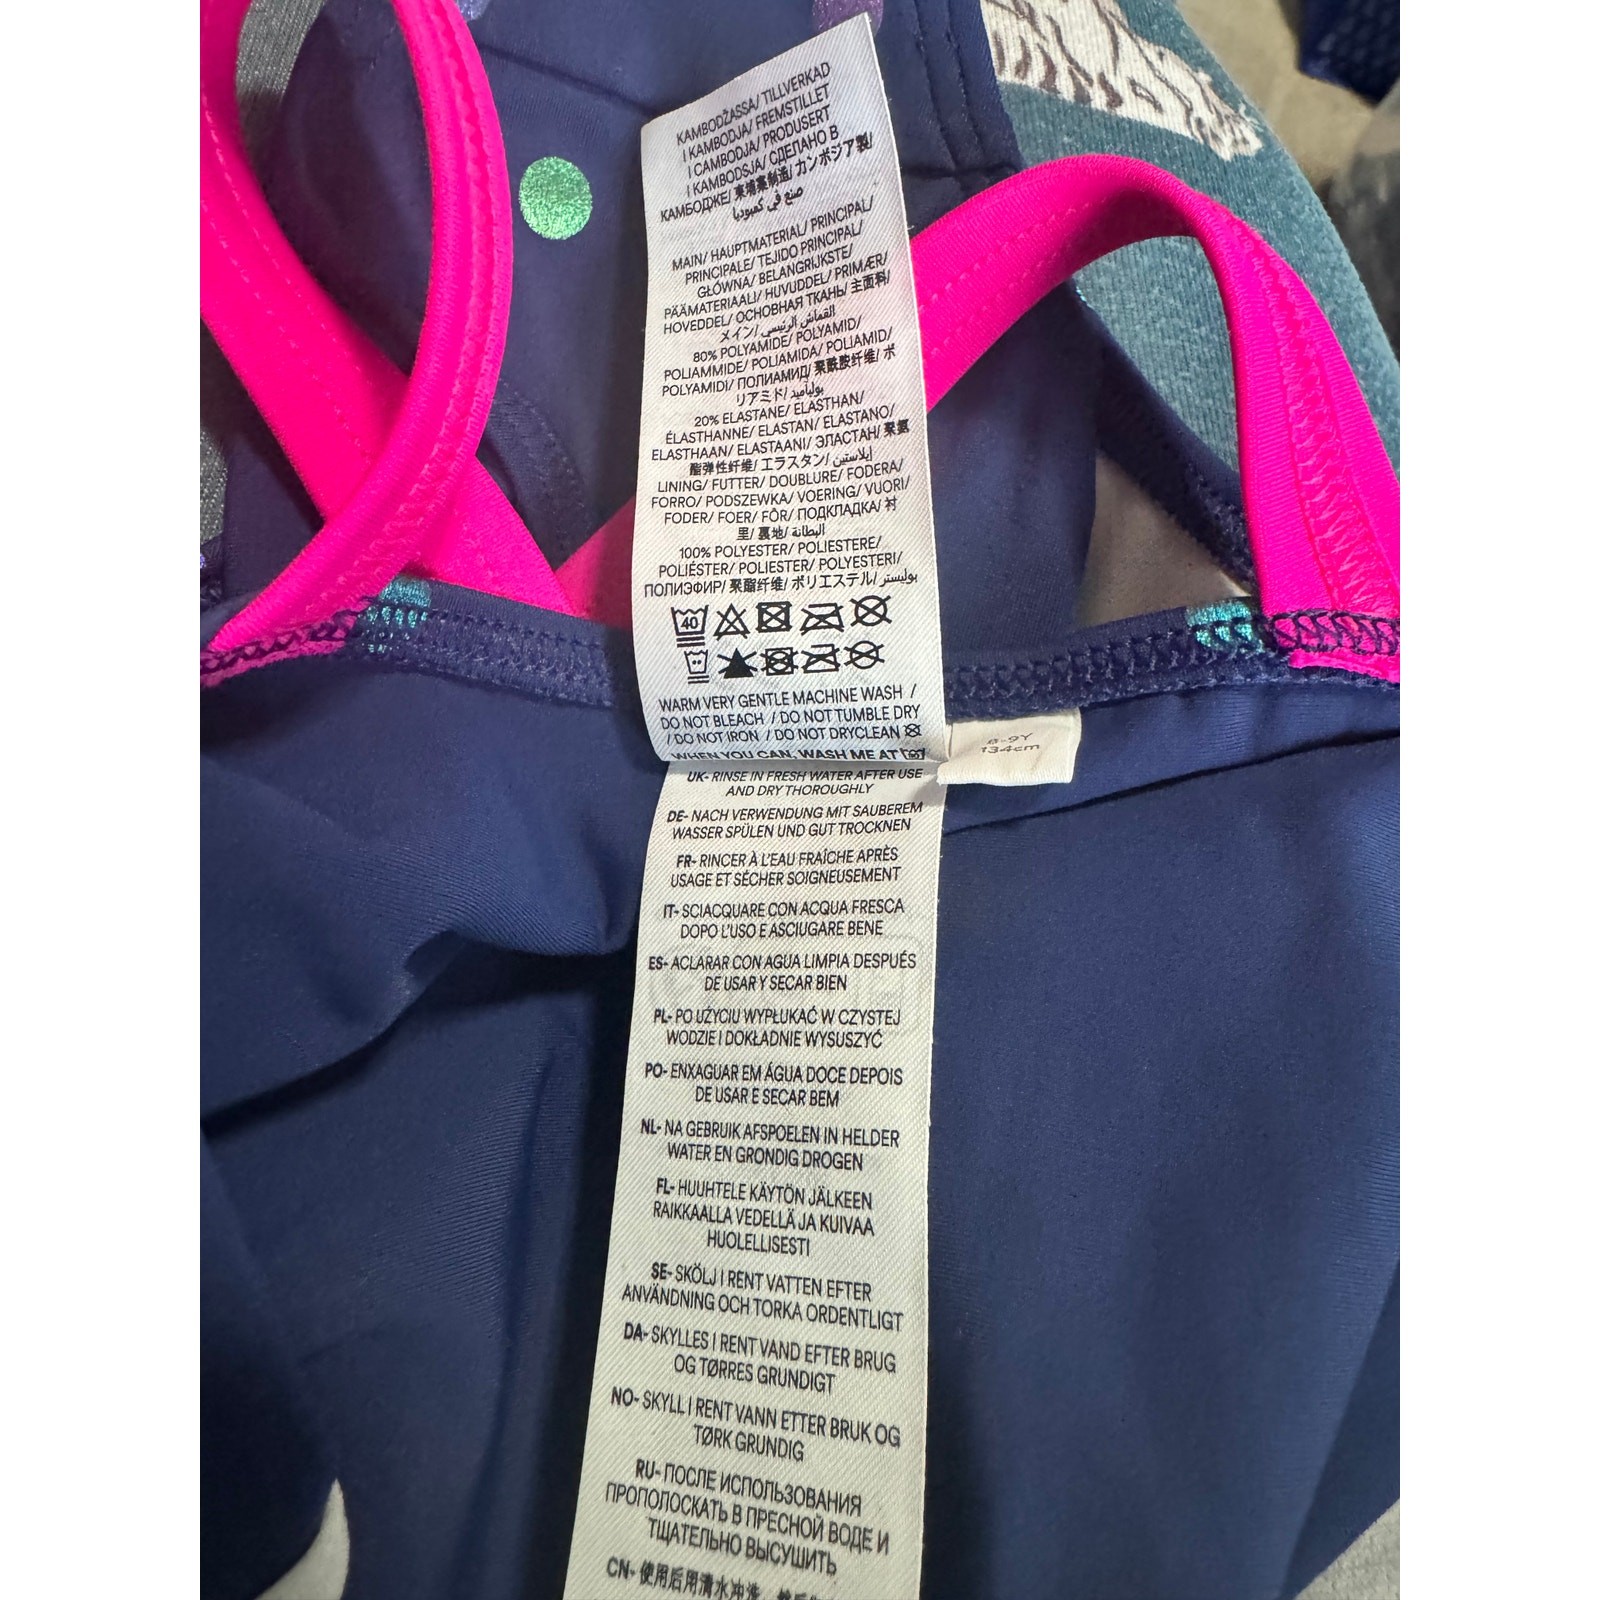 KAMBODŽASSA/ TILLVERKAD
I KAMBODJA/ FREMSTILLET
I CAMBODJA/ PRODUSERT
I KAMBODSJA/ СДЕЛАНО В
КАМБОДЖЕ/ 柬埔寨制造/ カンボジア製/
صنع في كمبوديا
MAIN/ HAUPTMATERIAL/ PRINCIPAL/
PRINCIPALE/ TEJIDO PRINCIPAL/
GŁÓWNA/ BELANGRIJKSTE/
PÄÄMATERIAALI/ HUVUDDEL/ PRIMÆR/
HOVEDDEL/ ОСНОВНАЯ ТКАНЬ/ 主面料/
メイン/ القماش الرئيسي/
80% POLYAMIDE/ POLYAMID/
POLIAMMIDE/ POLIAMIDA/ POLIAMID/
POLYAMIDI/ ПОЛИАМИД/ 聚酰胺纤维/ ポ
リアミド/ بولياميد
20% ELASTANE/ ELASTHAN/
ÉLASTHANNE/ ELASTAN/ ELASTANO/
ELASTHAAN/ ELASTAANI/ ЭЛАСТАН/ 聚氨
酯弹性纤维/ エラスタン/ إيلاستين/
LINING/ FUTTER/ DOUBLURE/ FODERA/
FORRO/ PODSZEWKA/ VOERING/ VUORI/
FODER/ FOER/ FÔR/ ПОДКЛАДКА/ 衬
里/ 裏地/ البطانة
100% POLYESTER/ POLIESTERE/
POLIÉSTER/ POLIESTER/ POLYESTERI/
ПОЛИЭФИР/ 聚酯纤维/ ポリエステル/ بوليستر
40
WARM VERY GENTLE MACHINE WASH /
DO NOT BLEACH / DO NOT TUMBLE DRY
/ DO NOT IRON / DO NOT DRYCLEAN
WHEN YOU CAN, WASH ME AT
8-9Y
134cm
UK- RINSE IN FRESH WATER AFTER USE
AND DRY THOROUGHLY
DE- NACH VERWENDUNG MIT SAUBEREM
WASSER SPÜLEN UND GUT TROCKNEN
FR- RINCER À L'EAU FRAÎCHE APRÈS
USAGE ET SÉCHER SOIGNEUSEMENT
IT- SCIACQUARE CON ACQUA FRESCA
DOPO L'USO E ASCIUGARE BENE
ES- ACLARAR CON AGUA LIMPIA DESPUÉS
DE USAR Y SECAR BIEN
PL- PO UŻYCIU WYPŁUKAĆ W CZYSTEJ
WODZIE I DOKŁADNIE WYSUSZYĆ
PO- ENXAGUAR EM ÁGUA DOCE DEPOIS
DE USAR E SECAR BEM
NL- NA GEBRUIK AFSPOELEN IN HELDER
WATER EN GRONDIG DROGEN
FL- HUUHTELE KÄYTÖN JÄLKEEN
RAIKKAALLA VEDELLÄ JA KUIVAA
HUOLELLISESTI
SE- SKÖLJ I RENT VATTEN EFTER
ANVÄNDNING OCH TORKA ORDENTLIGT
DA- SKYLLES I RENT VAND EFTER BRUG
OG TØRRES GRUNDIGT
NO- SKYLL I RENT VANN ETTER BRUK OG
TØRK GRUNDIG
RU- ПОСЛЕ ИСПОЛЬЗОВАНИЯ
ПРОПОЛОСКАТЬ В ПРЕСНОЙ ВОДЕ И
ТЩАТЕЛЬНО ВЫСУШИТЬ
CN- 使用后用清水冲洗